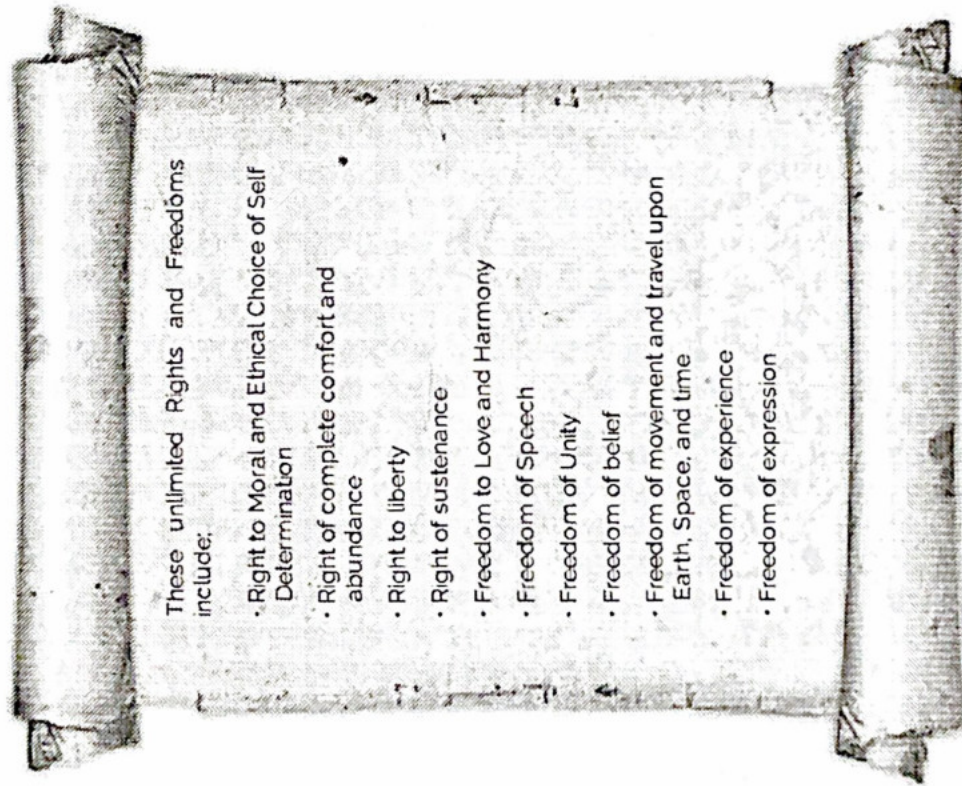 These unlimited Rights and Freedoms
include:
• Right to Moral and Ethical Choice of Self
Determination
• Right of complete comfort and
abundance
• Right to liberty
• Right of sustenance
• Freedom to Love and Harmony
• Freedom of Speech
• Freedom of Unity
• Freedom of belief
• Freedom of movement and travel upon
Earth, Space, and time
• Freedom of experience
• Freedom of expression